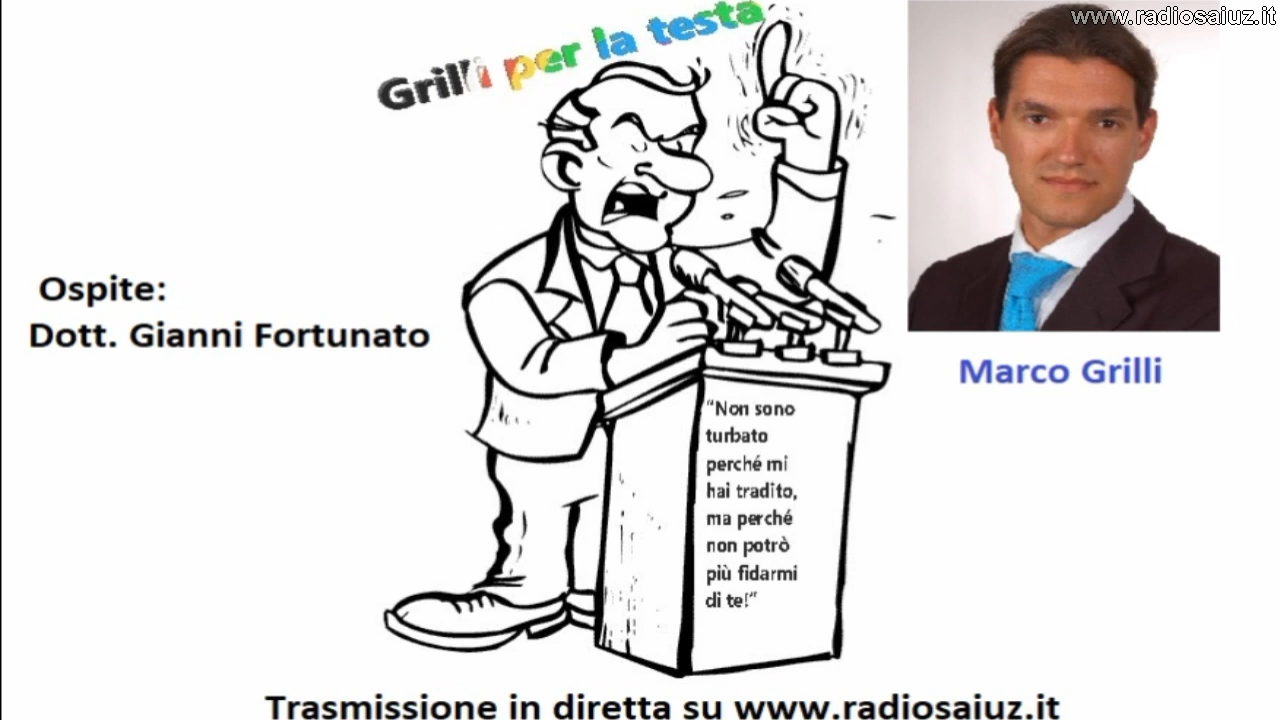 www.radiosaiuz.it
Grilli per la testa
Ospite:
Dott. Gianni Fortunato
Marco Grilli
"Non sono
turbato
perché mi
hai tradito,
ma perché
non potrò
più fidarmi
di te!"
Trasmissione in diretta su www.radiosaiuz.it